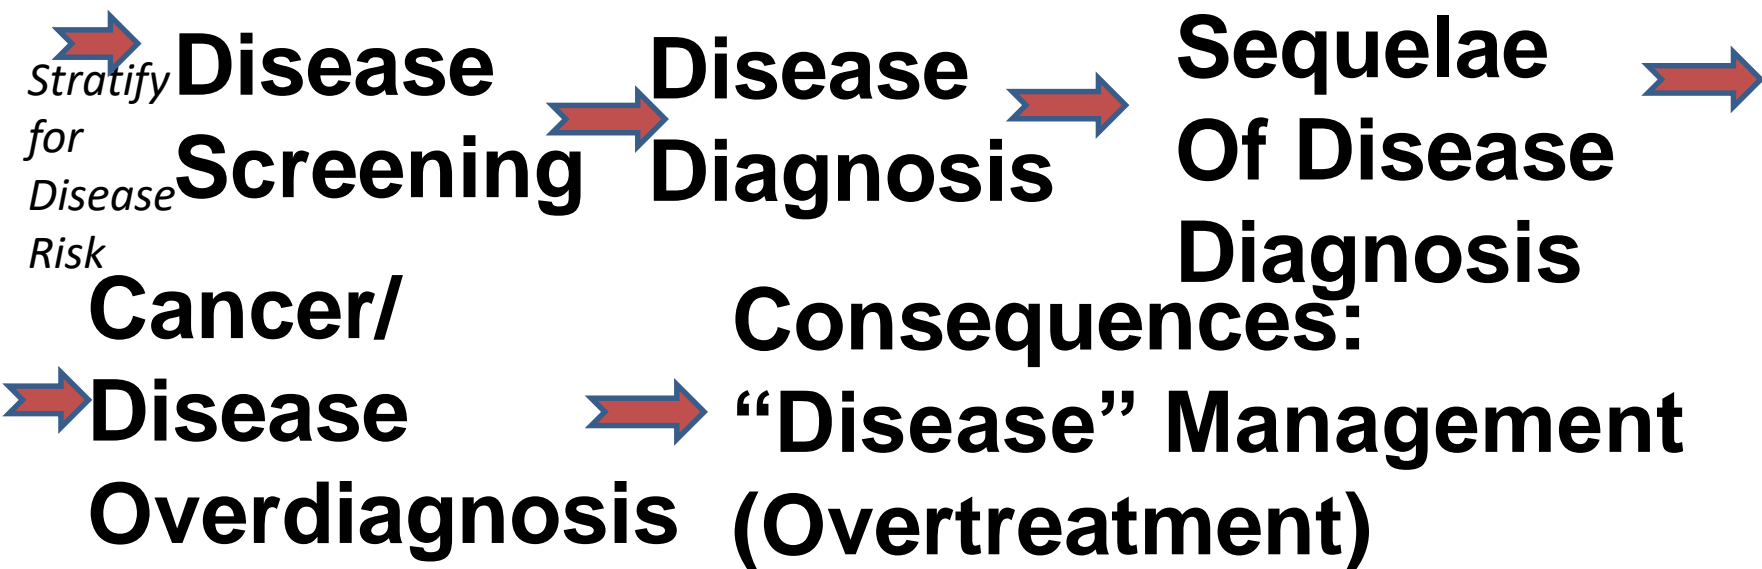 Stratify
for
Disease
Risk
Disease
Screening
Disease
Diagnosis
Sequelae
Of Disease
Diagnosis
Cancer/
Disease
Overdiagnosis
Consequences:
“Disease” Management
(Overtreatment)